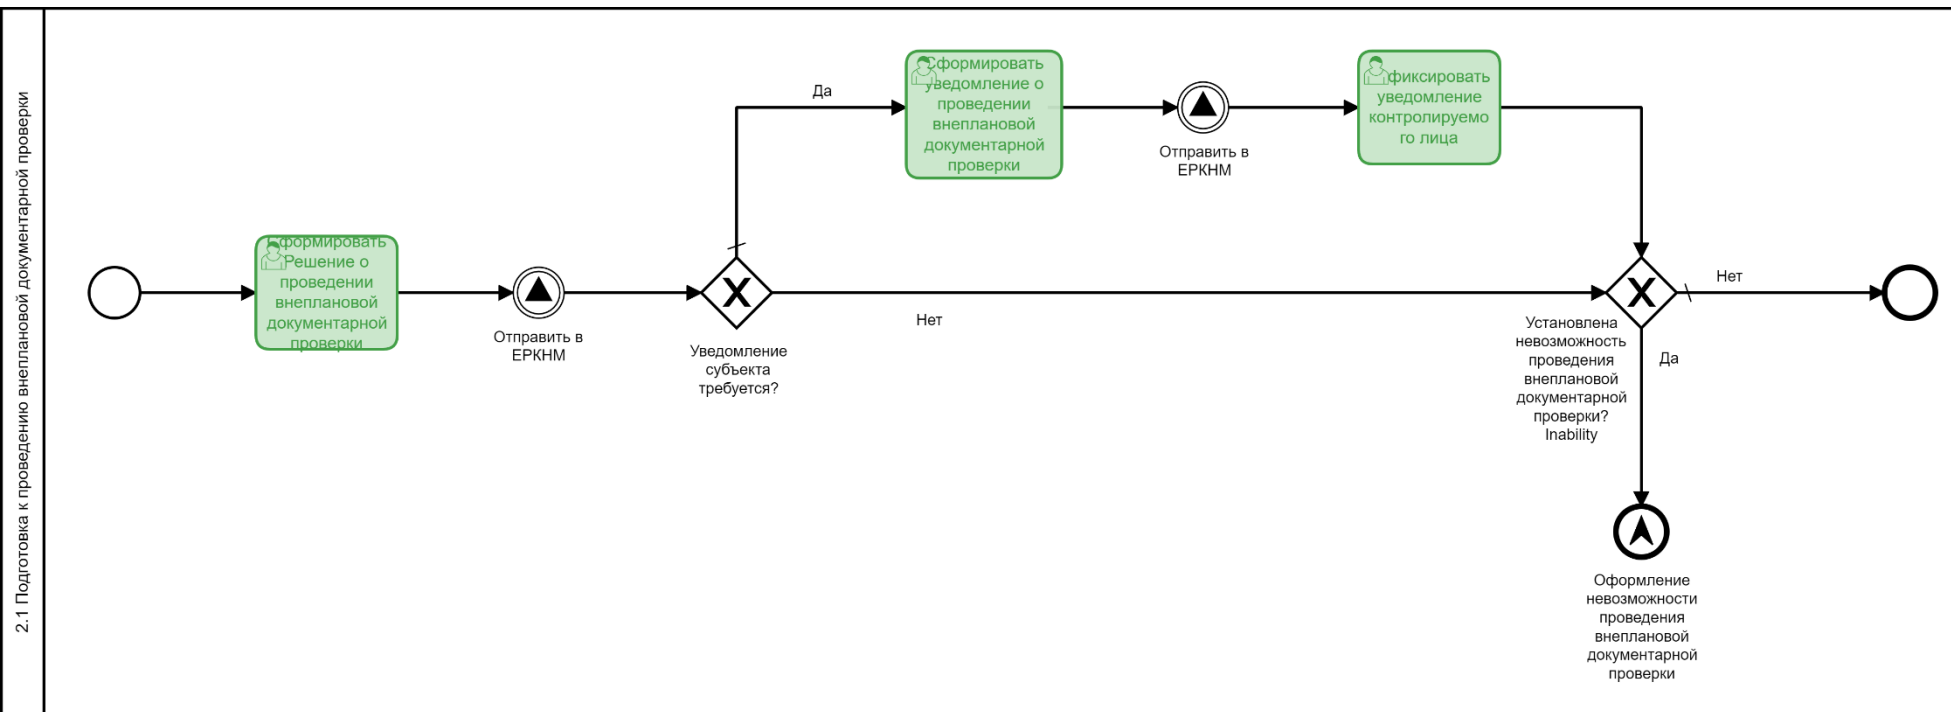 2.1 Подготовка к проведению внеплановой документарной проверки
Сформировать
Решение о
проведении
внеплановой
документарной
проверки
Отправить в
ЕРКНМ
Уведомление
субъекта
требуется?
Да
Нет
Сформировать
уведомление о
проведении
внеплановой
документарной
проверки
Отправить в
ЕРКНМ
фиксировать
уведомление
контролируемо
го лица
Установлена
невозможность
проведения
внеплановой
документарной
проверки?
Inability
Нет
Да
Оформление
невозможности
проведения
внеплановой
документарной
проверки